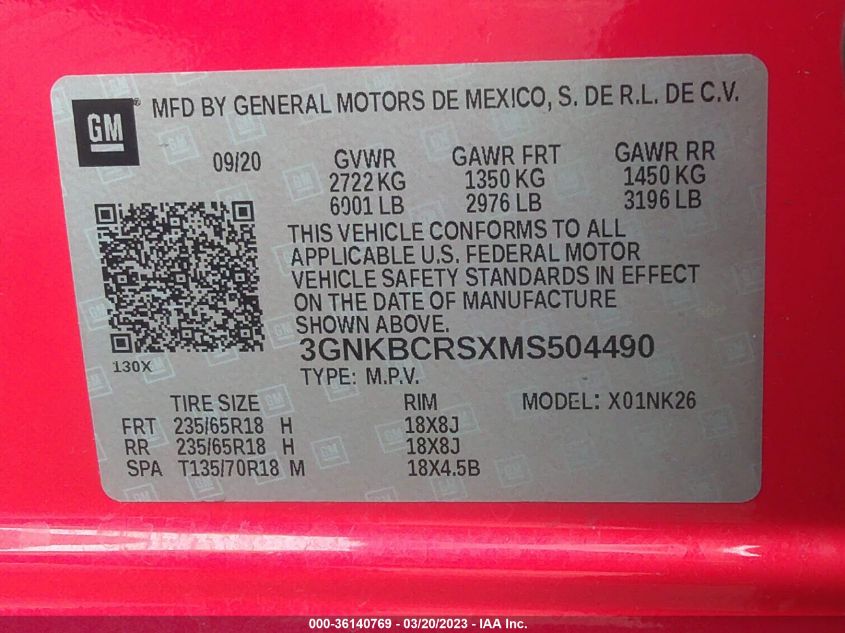 GM
MFD BY GENERAL MOTORS DE MEXICO, S. DE R.L. DE C.V.
09/20 GVWR GAWR FRT GAWR RR
2722 KG 1350 KG 1450 KG
6001 LB 2976 LB 3196 LB
THIS VEHICLE CONFORMS TO ALL
APPLICABLE U.S. FEDERAL MOTOR
VEHICLE SAFETY STANDARDS IN EFFECT
ON THE DATE OF MANUFACTURE
SHOWN ABOVE.
3GNKBCRSXMS504490
130X
TYPE: M.P.V.
TIRE SIZE RIM MODEL: X01NK26
FRT 235/65R18 H 18X8J
RR 235/65R18 H 18X8J
SPA T135/70R18 M 18X4.5B
000-36140769 — 03/20/2023 — IAA Inc.